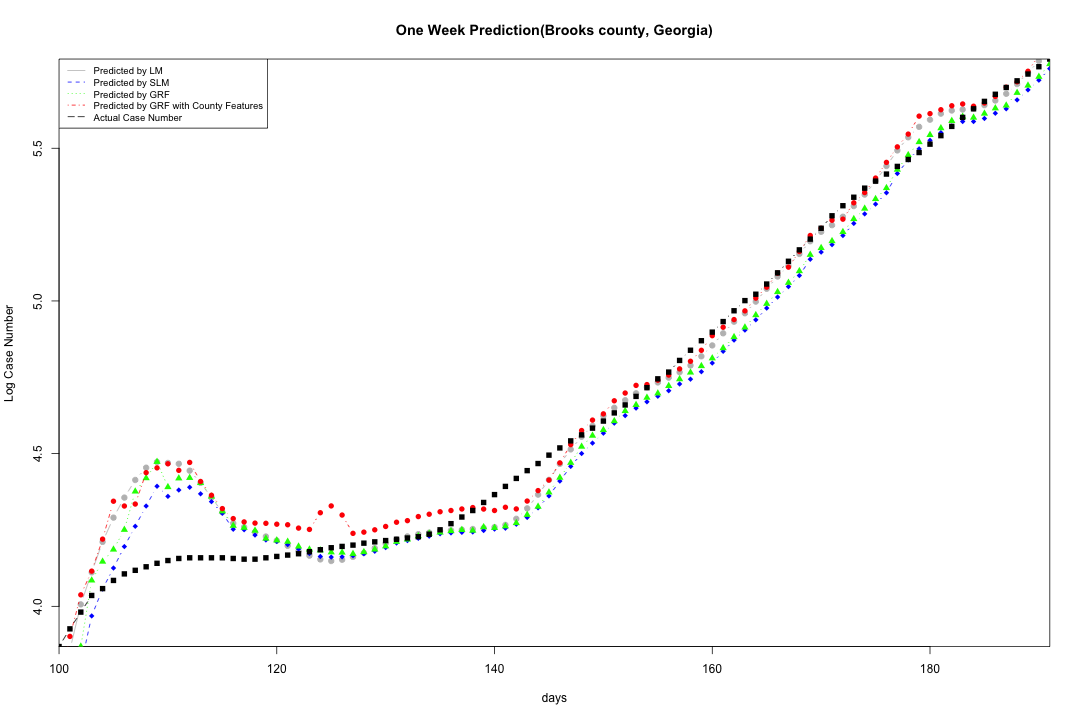 One Week Prediction(Brooks county, Georgia)
Predicted by LM
Predicted by SLM
Predicted by GRF
Predicted by GRF with County Features
Actual Case Number
Log Case Number
5.5
5.0
4.5
4.0
100 120 140 160 180
days